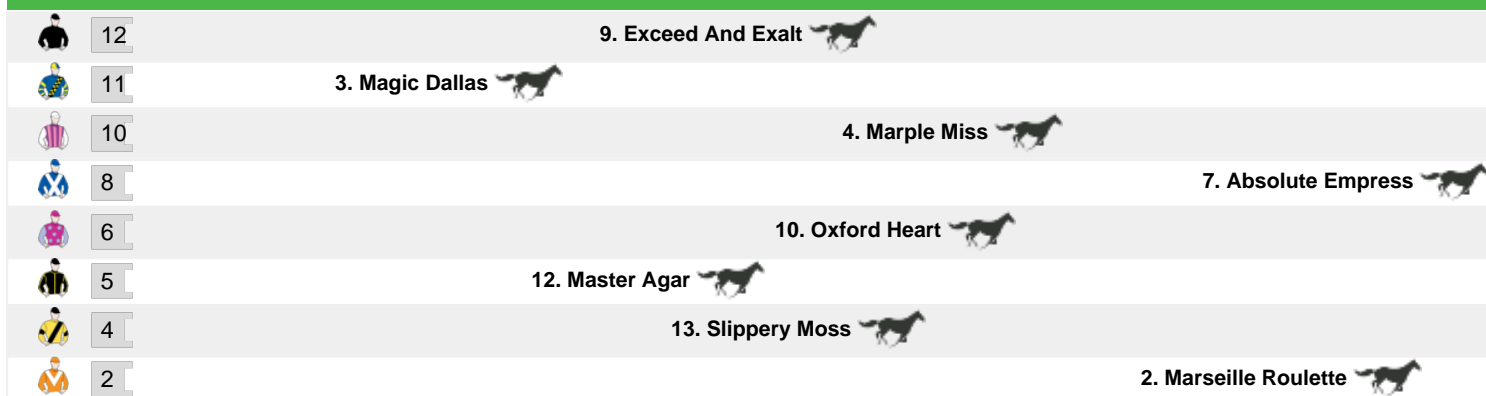 12 9. Exceed And Exalt
11 3. Magic Dallas
10 4. Marple Miss
8 7. Absolute Empress
6 10. Oxford Heart
5 12. Master Agar
4 13. Slippery Moss
2 2. Marseille Roulette